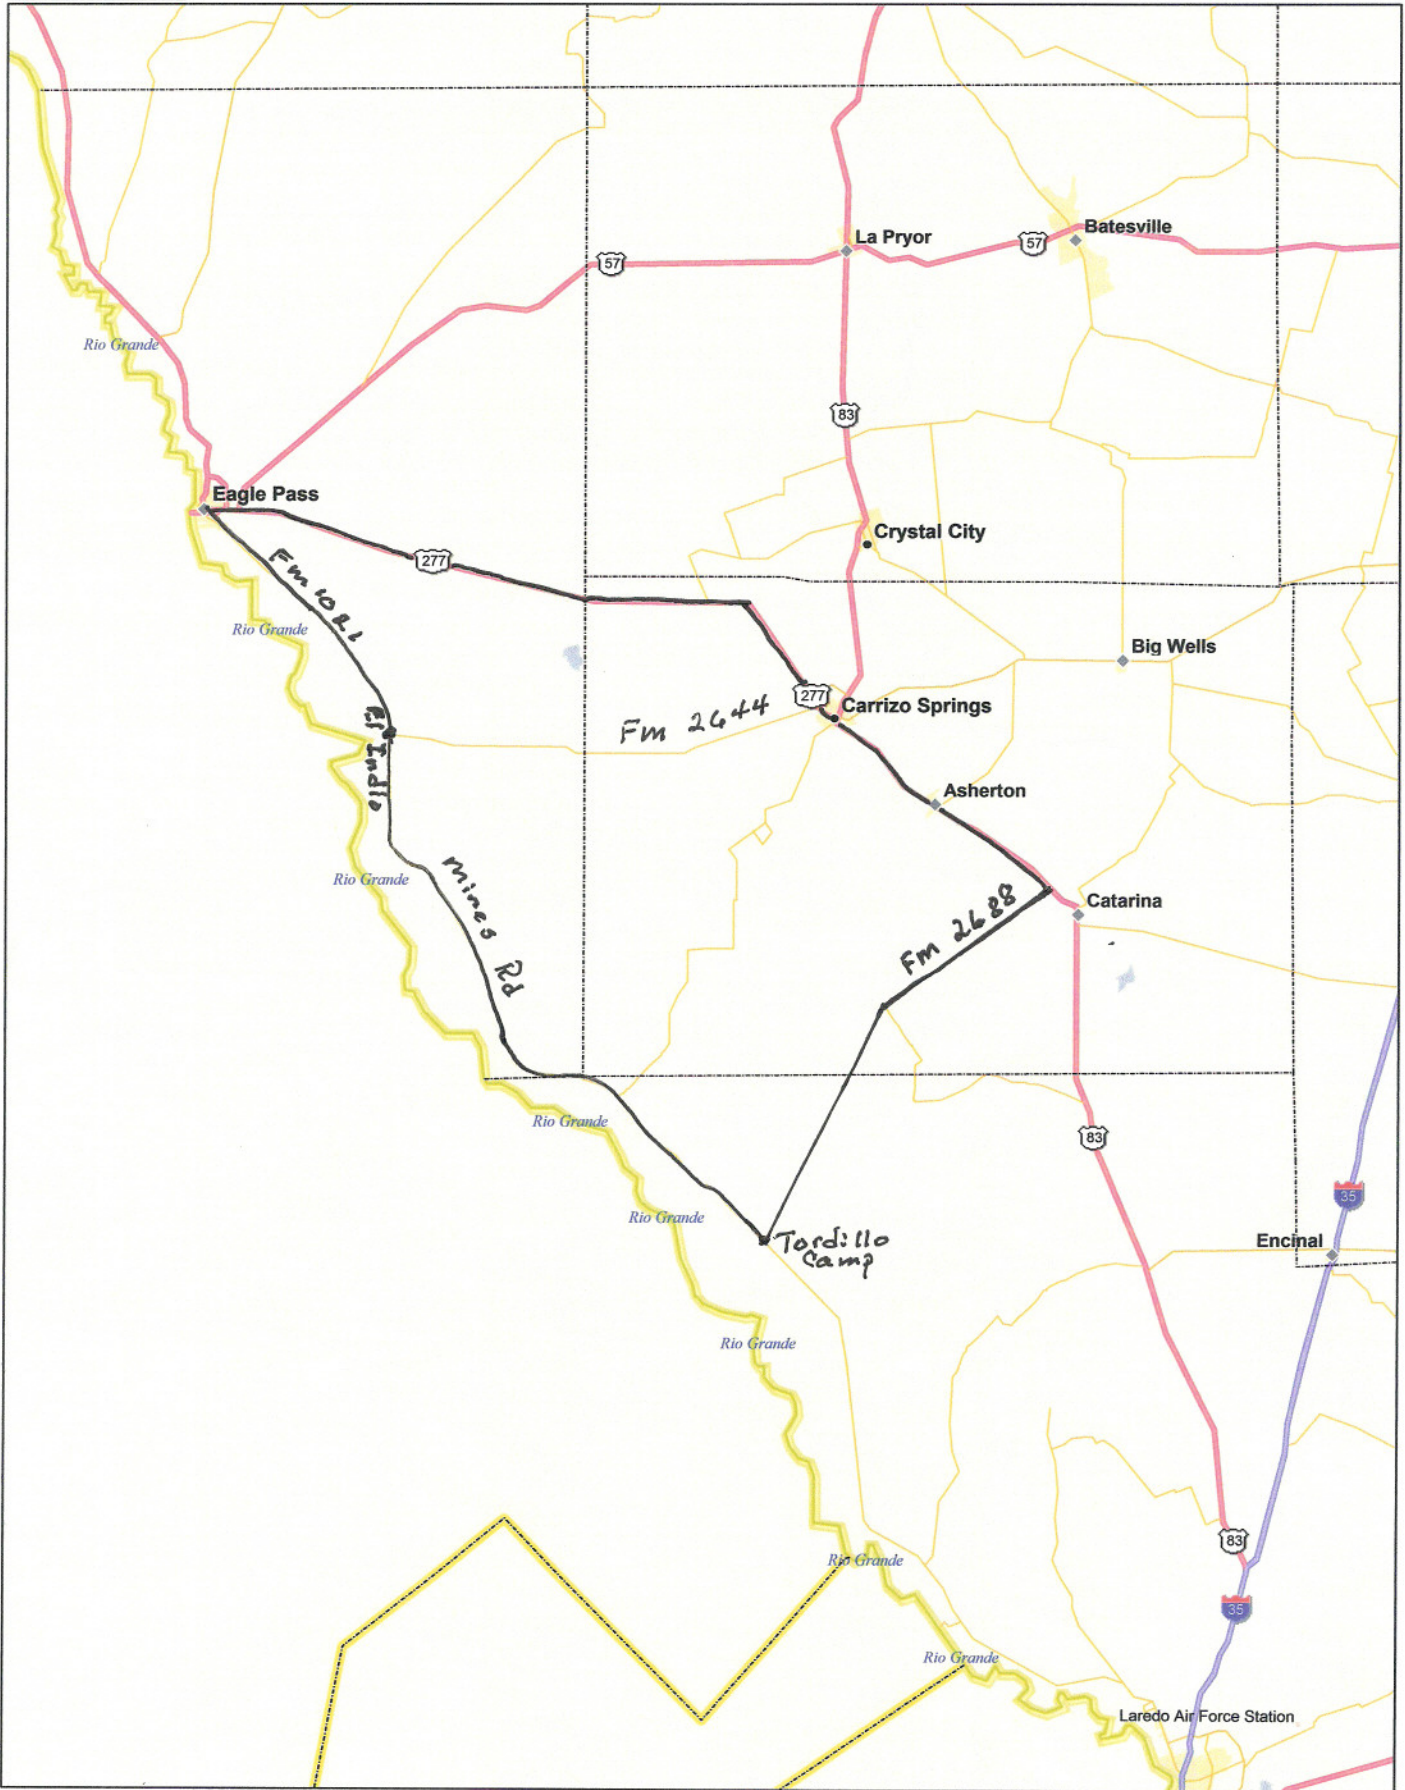 La Pryor
57
Batesville
57
Rio Grande
83
Eagle Pass
Crystal City
277
Fm 1021
Rio Grande
Big Wells
277
Carrizo Springs
Fm 2644
El Indio
Asherton
Rio Grande
Mines Rd
Fm 2688
Catarina
Rio Grande
83
35
Rio Grande
Tordillo
Camp
Encinal
Rio Grande
83
Rio Grande
35
Rio Grande
Laredo Air Force Station